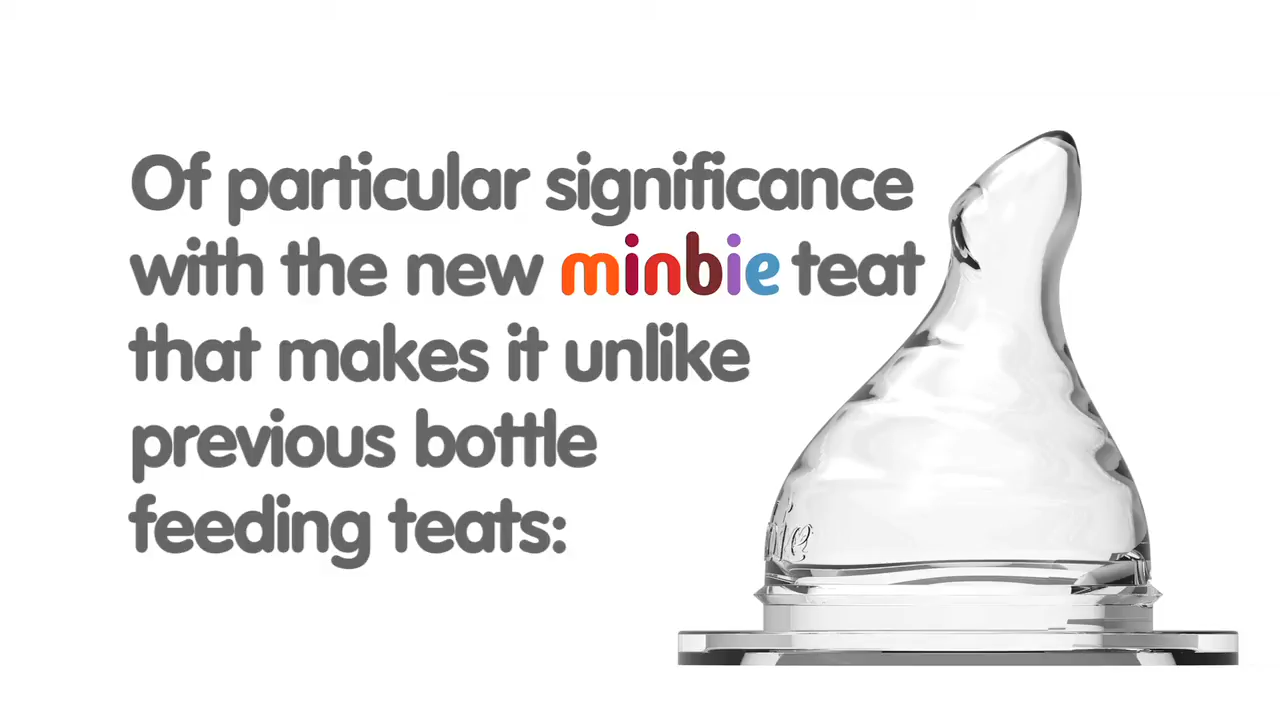 Of particular significance
with the new minbie teat
that makes it unlike
previous bottle
feeding teats: